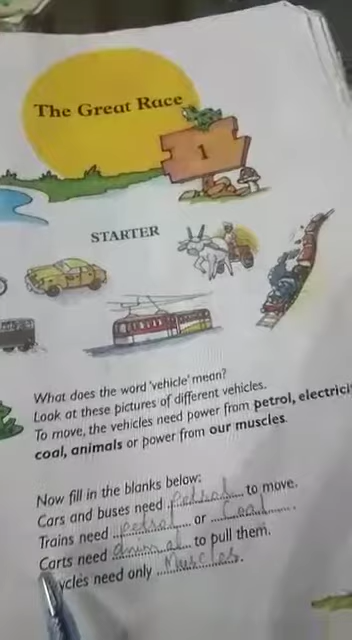 The Great Race
1
STARTER
What does the word 'vehicle' mean?
Look at these pictures of different vehicles.
To move, the vehicles need power from petrol, electrici
coal, animals or power from our muscles.
Now fill in the blanks below:
Cars and buses need petrol to move.
Trains need petrol or Coal.
Carts need animal to pull them.
ycles need only Muscles.